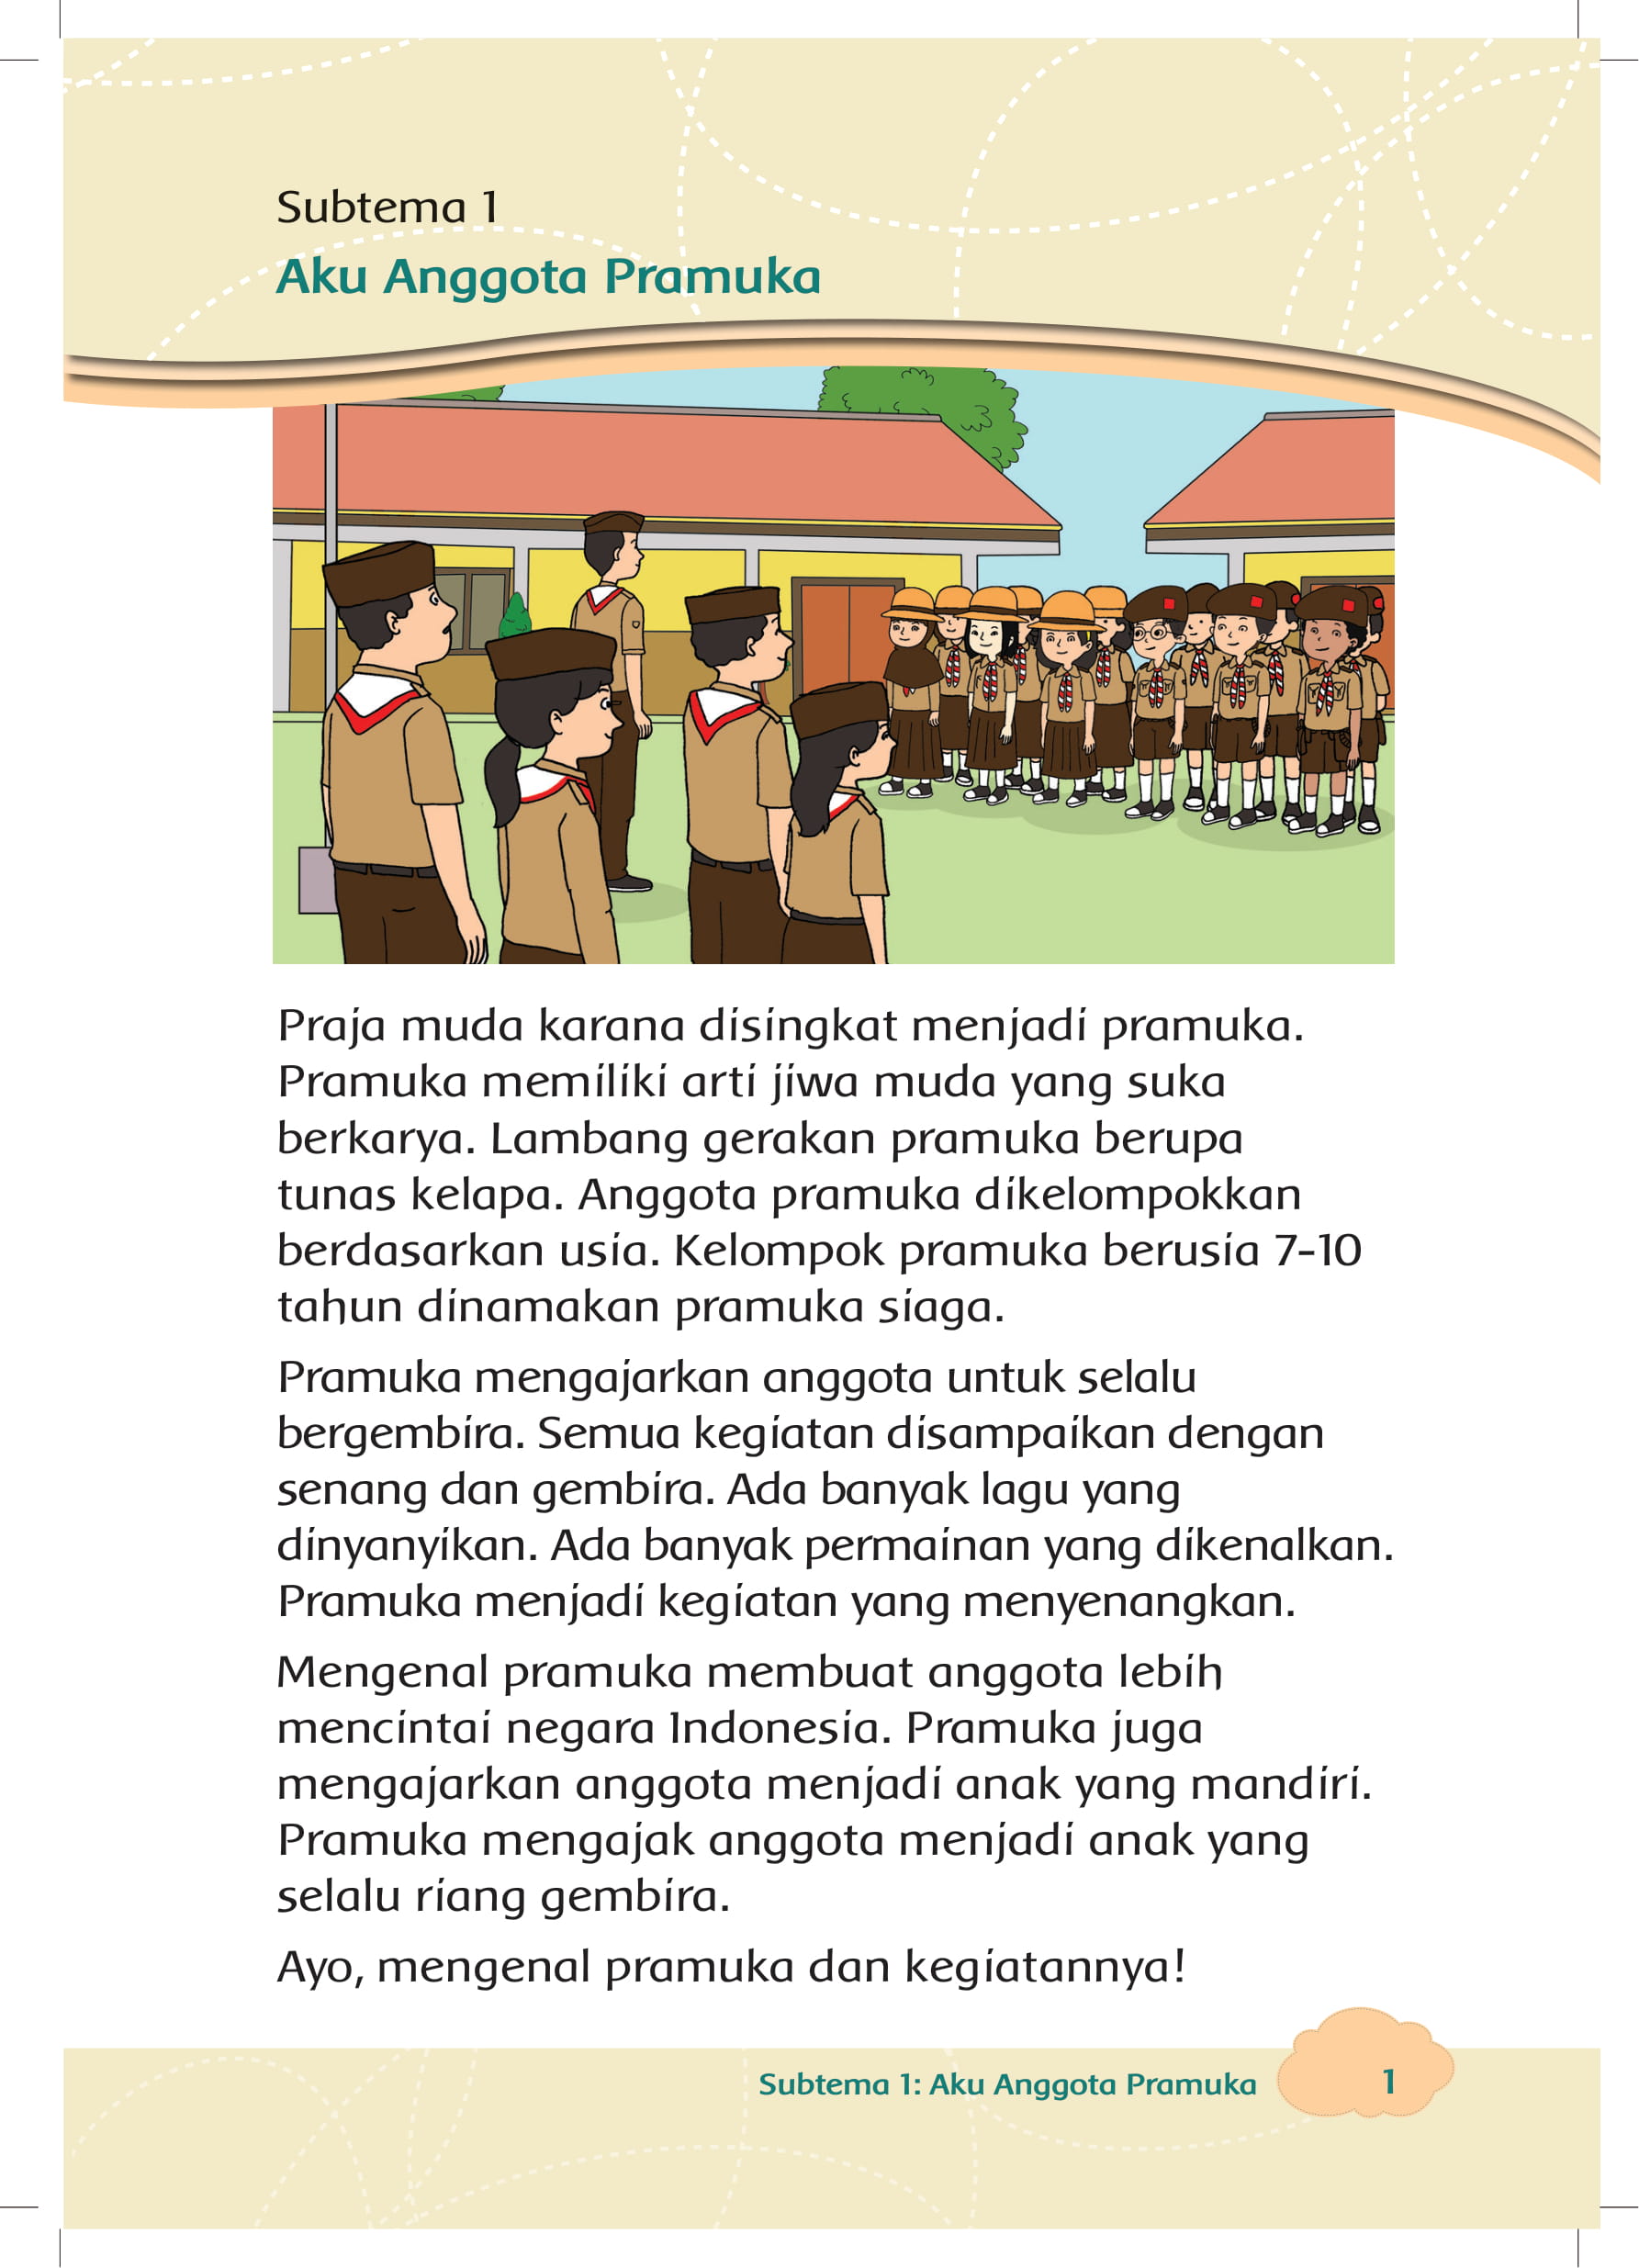 Subtema 1
Aku Anggota Pramuka
Praja muda karana disingkat menjadi pramuka.
Pramuka memiliki arti jiwa muda yang suka
berkarya. Lambang gerakan pramuka berupa
tunas kelapa. Anggota pramuka dikelompokkan
berdasarkan usia. Kelompok pramuka berusia 7-10
tahun dinamakan pramuka siaga.
Pramuka mengajarkan anggota untuk selalu
bergembira. Semua kegiatan disampaikan dengan
senang dan gembira. Ada banyak lagu yang
dinyanyikan. Ada banyak permainan yang dikenalkan.
Pramuka menjadi kegiatan yang menyenangkan.
Mengenal pramuka membuat anggota lebih
mencintai negara Indonesia. Pramuka juga
mengajarkan anggota menjadi anak yang mandiri.
Pramuka mengajak anggota menjadi anak yang
selalu riang gembira.
Ayo, mengenal pramuka dan kegiatannya!
Subtema 1: Aku Anggota Pramuka 1